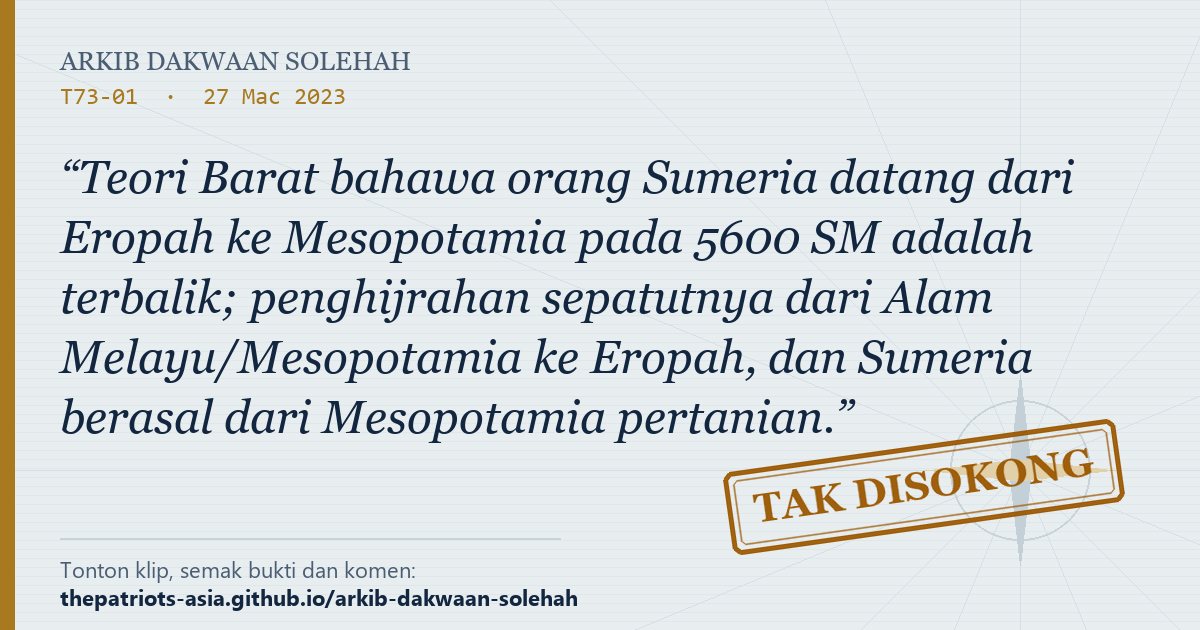 ARKIB DAKWAAN SOLEHAH
T73-01 · 27 Mac 2023
“Teori Barat bahawa orang Sumeria datang dari
Eropah ke Mesopotamia pada 5600 SM adalah
terbalik; penghijrahan sepatutnya dari Alam
Melayu/Mesopotamia ke Eropah, dan Sumeria
berasal dari Mesopotamia pertanian.”
TAK DISOKONG
Tonton klip, semak bukti dan komen:
thepatriots-asia.github.io/arkib-dakwaan-solehah